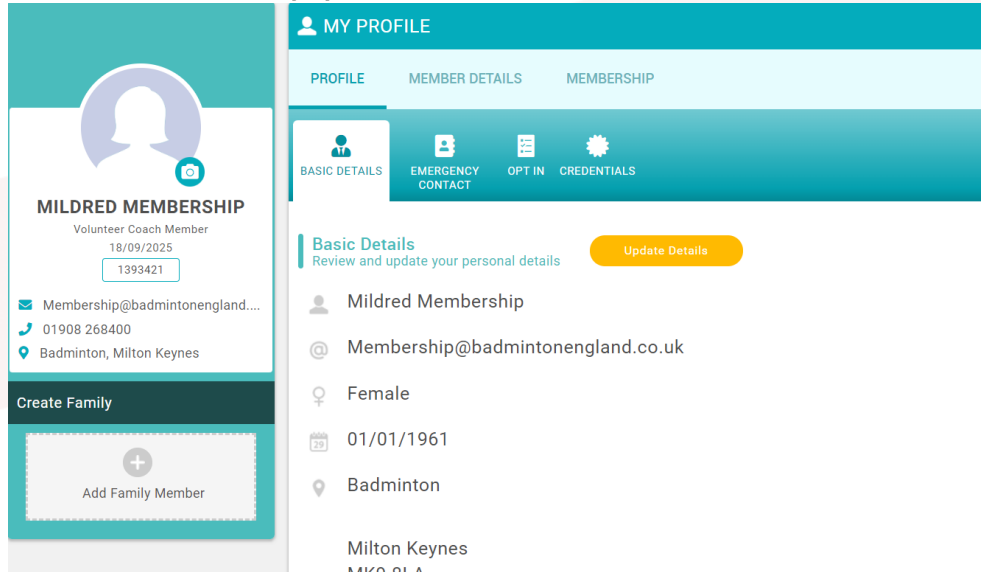 MILDRED MEMBERSHIP
Volunteer Coach Member
18/09/2025
1393421
Membership@badmintonengland....
01908 268400
Badminton, Milton Keynes
Create Family
Add Family Member
MY PROFILE
PROFILE MEMBER DETAILS MEMBERSHIP
BASIC DETAILS
EMERGENCY
CONTACT
OPT IN
CREDENTIALS
Basic Details
Review and update your personal details
Update Details
Mildred Membership
Membership@badmintonengland.co.uk
Female
29
01/01/1961
Badminton
Milton Keynes